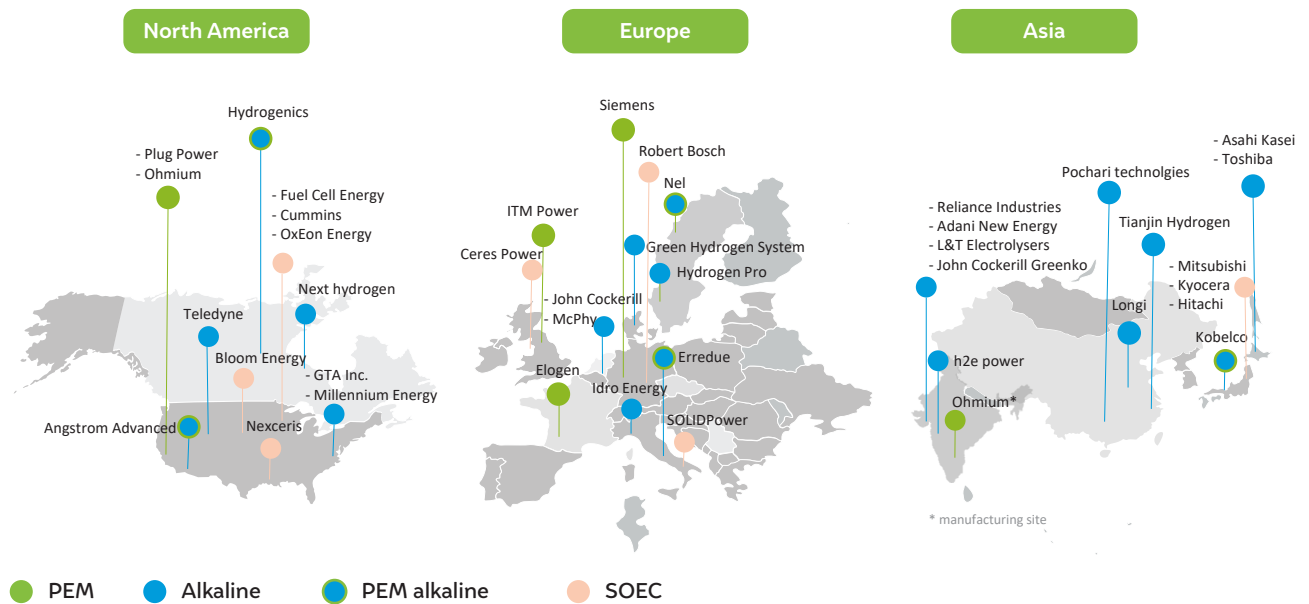 North America
Europe
Asia
Hydrogenics
- Plug Power
- Ohmium
- Fuel Cell Energy
- Cummins
- OxEon Energy
Next hydrogen
Teledyne
Bloom Energy
- GTA Inc.
- Millennium Energy
Angstrom Advanced
Nexceris
Siemens
Robert Bosch
Nel
ITM Power
Ceres Power
Green Hydrogen System
Hydrogen Pro
- John Cockerill
- McPhy
Erredue
Elogen
Idro Energy
SOLIDPower
- Asahi Kasei
- Toshiba
Pochari technolgies
- Reliance Industries
- Adani New Energy
- L&T Electrolysers
- John Cockerill Greenko
Tianjin Hydrogen
- Mitsubishi
- Kyocera
- Hitachi
Longi
Kobelco
h2e power
Ohmium*
* manufacturing site
PEM
Alkaline
PEM alkaline
SOEC